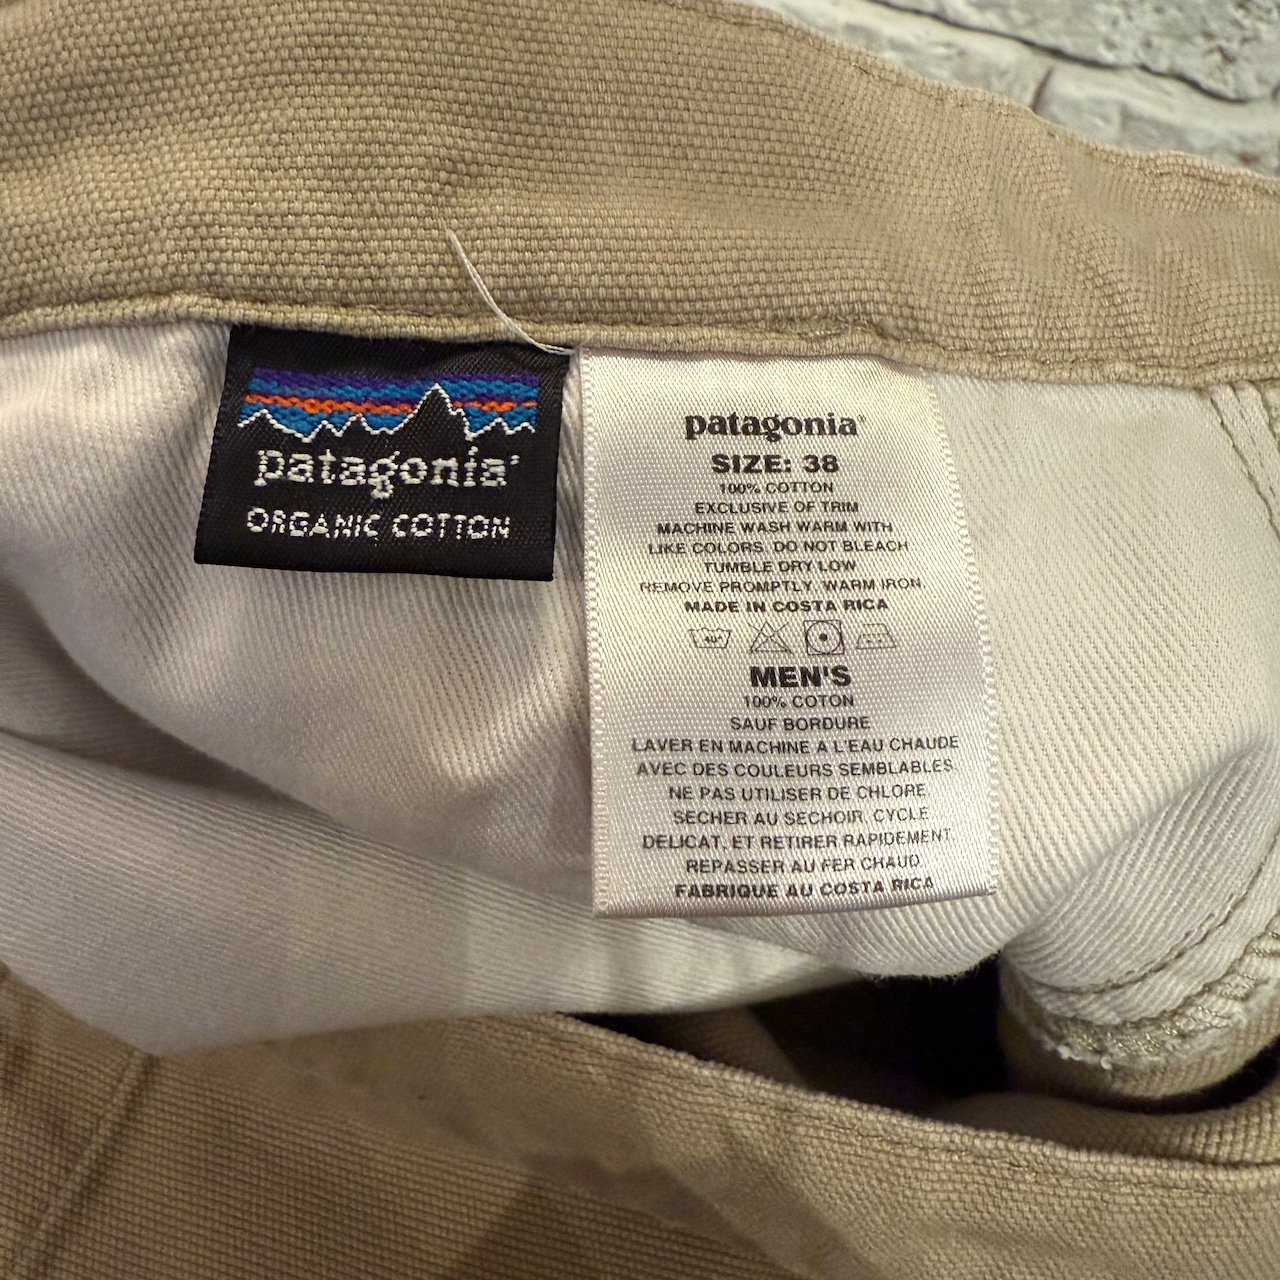 patagonia®
ORGANIC COTTON
patagonia®
SIZE: 38
100% COTTON
EXCLUSIVE OF TRIM
MACHINE WASH WARM WITH
LIKE COLORS. DO NOT BLEACH
TUMBLE DRY LOW
REMOVE PROMPTLY. WARM IRON.
MADE IN COSTA RICA
40°
MEN'S
100% COTON
SAUF BORDURE
LAVER EN MACHINE A L'EAU CHAUDE
AVEC DES COULEURS SEMBLABLES.
NE PAS UTILISER DE CHLORE.
SECHER AU SECHOIR, CYCLE
DELICAT, ET RETIRER RAPIDEMENT.
REPASSER AU FER CHAUD.
FABRIQUE AU COSTA RICA